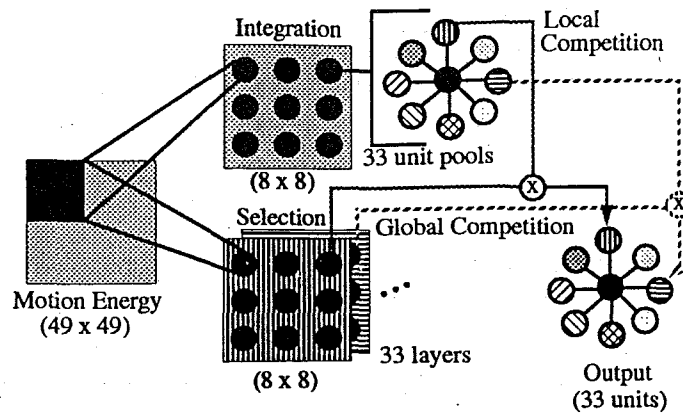 Integration
Local
Competition
33 unit pools
(8 x 8)
X
Selection
Global Competition
X
Motion Energy
(49 x 49)
33 layers
(8 x 8)
Output
(33 units)